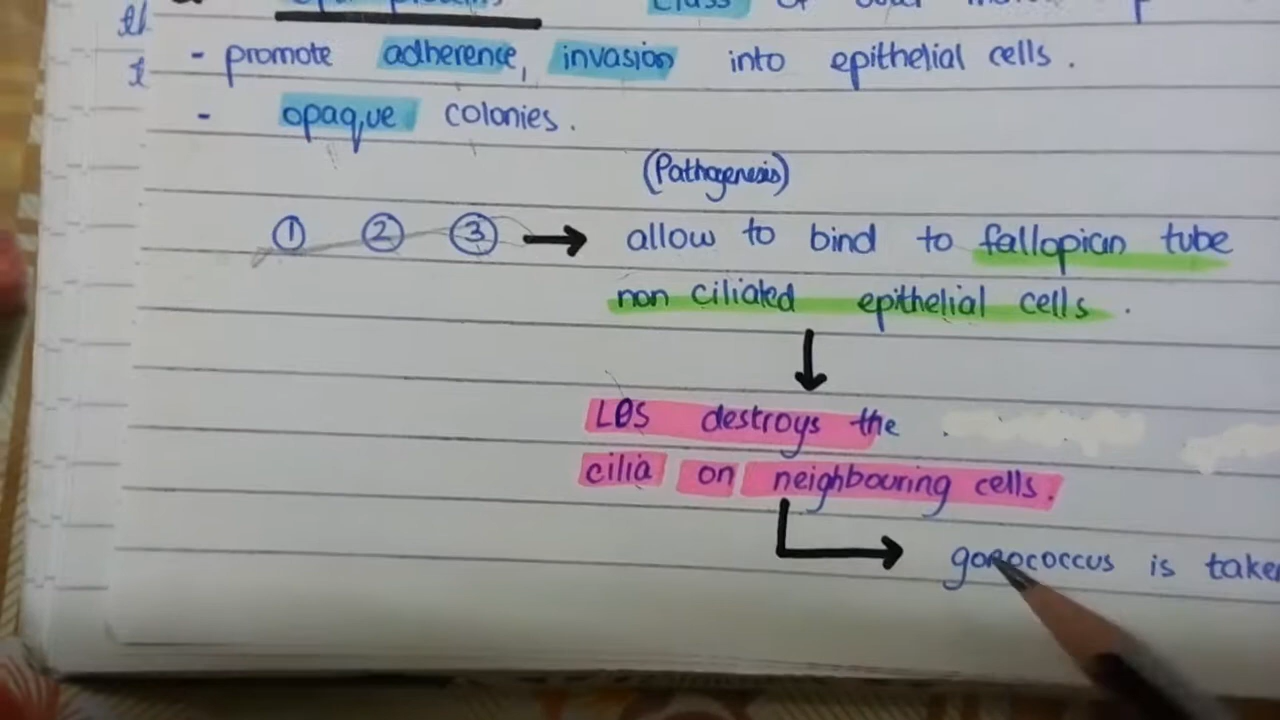 - promote adherence, invasion into epithelial cells.
- opaque colonies.
(Pathogenesis)
① ② ③ → allow to bind to fallopian tube
non ciliated epithelial cells.
LOS destroys the
cilia on neighbouring cells.
gonococcus is